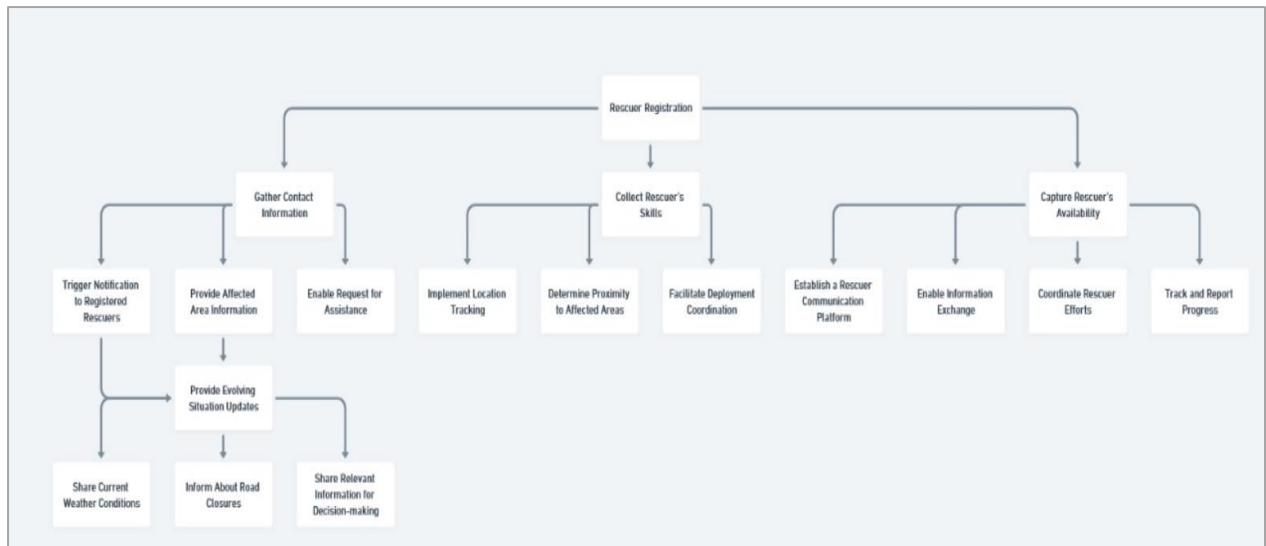 Rescuer Registration
Gather Contact
Information
Collect Rescuer's
Skills
Capture Rescuer's
Availability
Trigger Notification
to Registered
Rescuers
Provide Affected
Area Information
Enable Request for
Assistance
Implement Location
Tracking
Determine Proximity
to Affected Areas
Facilitate Deployment
Coordination
Establish a Rescuer
Communication
Platform
Enable Information
Exchange
Coordinate Rescuer
Efforts
Track and Report
Progress
Provide Evolving
Situation Updates
Share Current
Weather Conditions
Inform About Road
Closures
Share Relevant
Information for
Decision-making